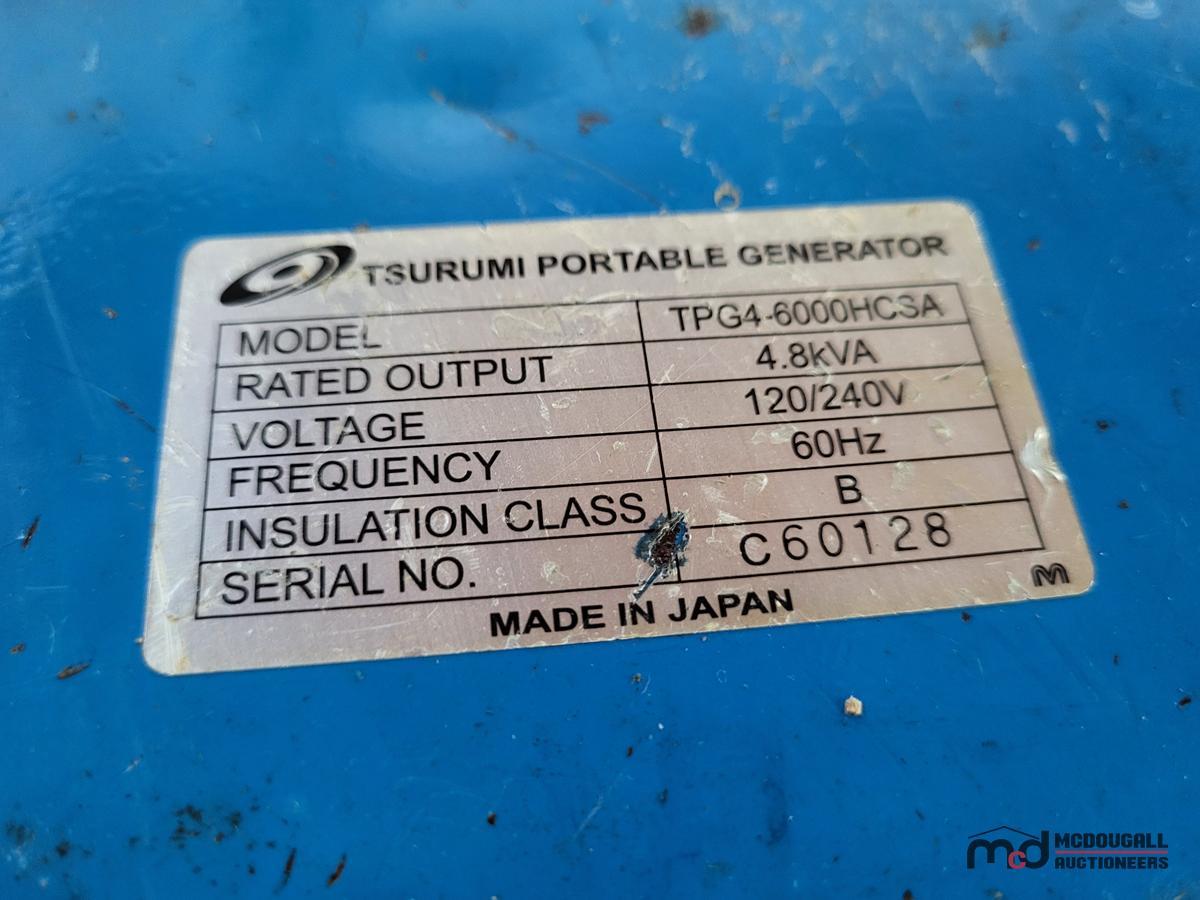 TSURUMI PORTABLE GENERATOR
MODEL TPG4-6000HCSA
RATED OUTPUT 4.8kVA
VOLTAGE 120/240V
FREQUENCY 60Hz
INSULATION CLASS B
SERIAL NO. C60128
MADE IN JAPAN
M
mcd MCDOUGALL
AUCTIONEERS